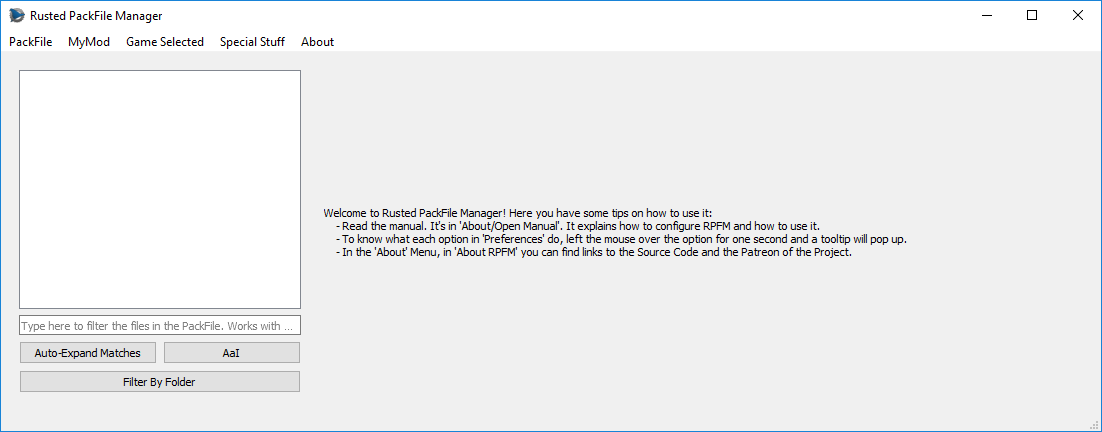 Rusted PackFile Manager
PackFile MyMod Game Selected Special Stuff About
Welcome to Rusted PackFile Manager! Here you have some tips on how to use it:
- Read the manual. It's in 'About/Open Manual'. It explains how to configure RPFM and how to use it.
- To know what each option in 'Preferences' do, left the mouse over the option for one second and a tooltip will pop up.
- In the 'About' Menu, in 'About RPFM' you can find links to the Source Code and the Patreon of the Project.
Type here to filter the files in the PackFile. Works with ...
Auto-Expand Matches AaI
Filter By Folder